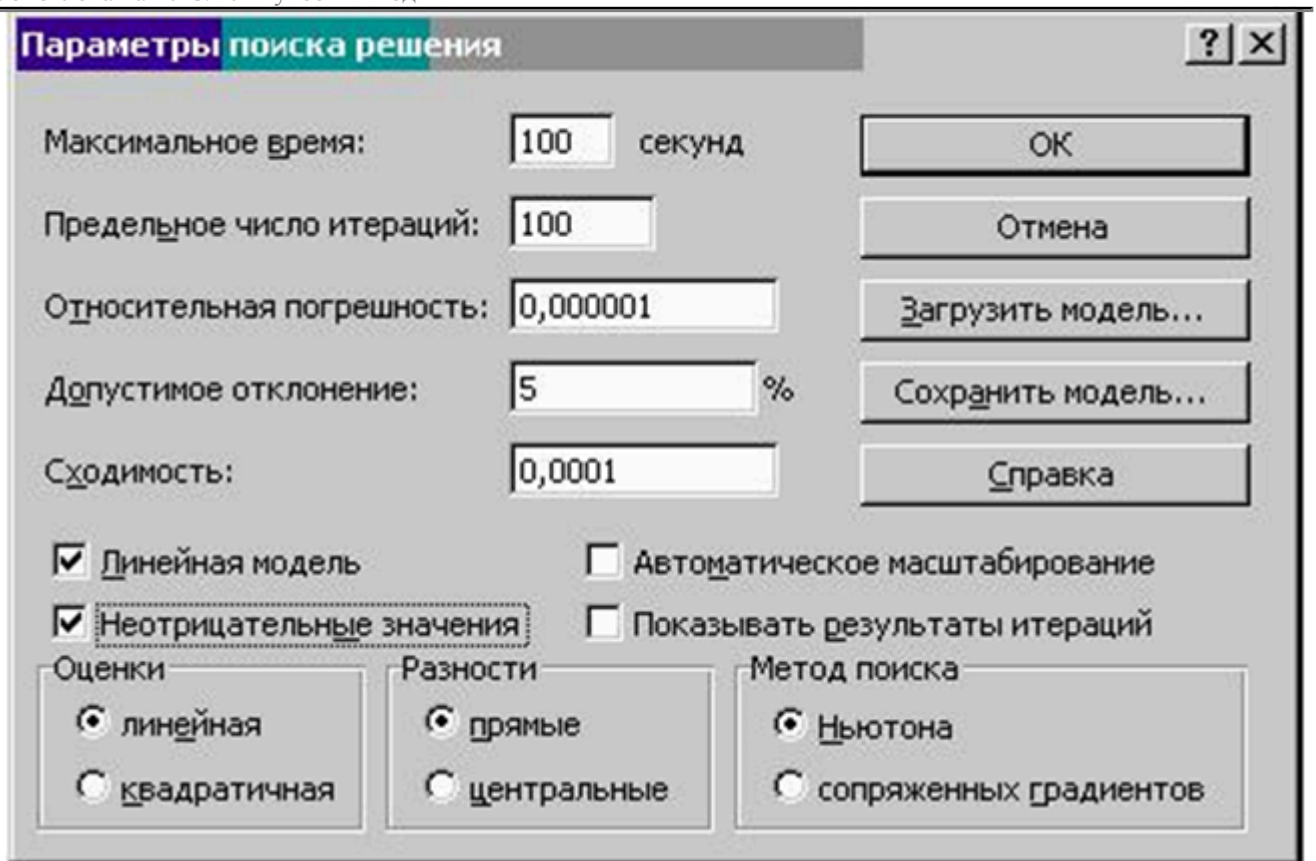 Параметры поиска решения
Максимальное время: 100 секунд
ОК
Предельное число итераций: 100
Отмена
Относительная погрешность: 0,000001
Загрузить модель...
Допустимое отклонение: 5 %
Сохранить модель...
Сходимость: 0,0001
Справка
Линейная модель
Автоматическое масштабирование
Неотрицательные значения
Показывать результаты итераций
Оценки
линейная
квадратичная
Разности
прямые
центральные
Метод поиска
Ньютона
сопряженных градиентов